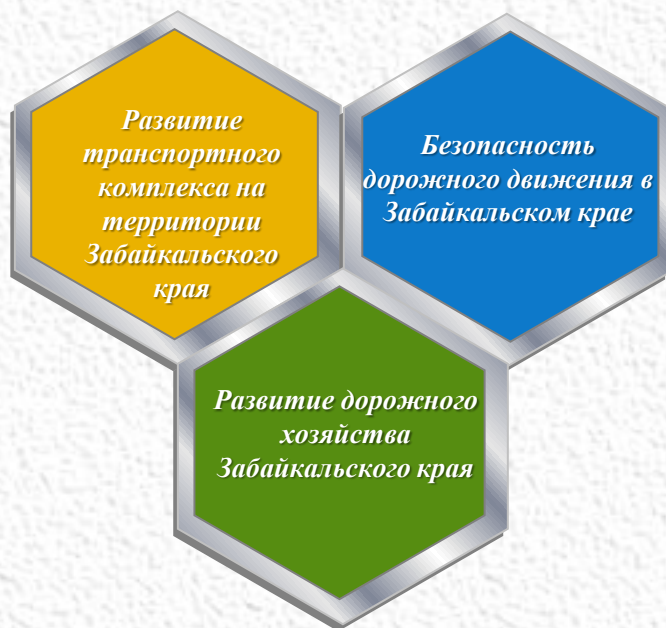 Развитие
транспортного
комплекса на
территории
Забайкальского
края
Безопасность
дорожного движения в
Забайкальском крае
Развитие дорожного
хозяйства
Забайкальского края